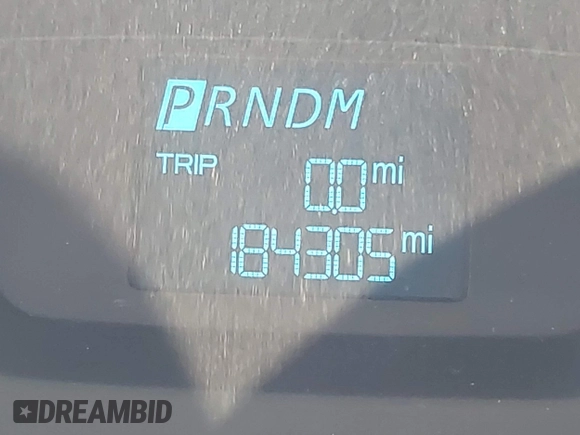 PRNDM
TRIP 0.0 mi
184305 mi
DREAMBID